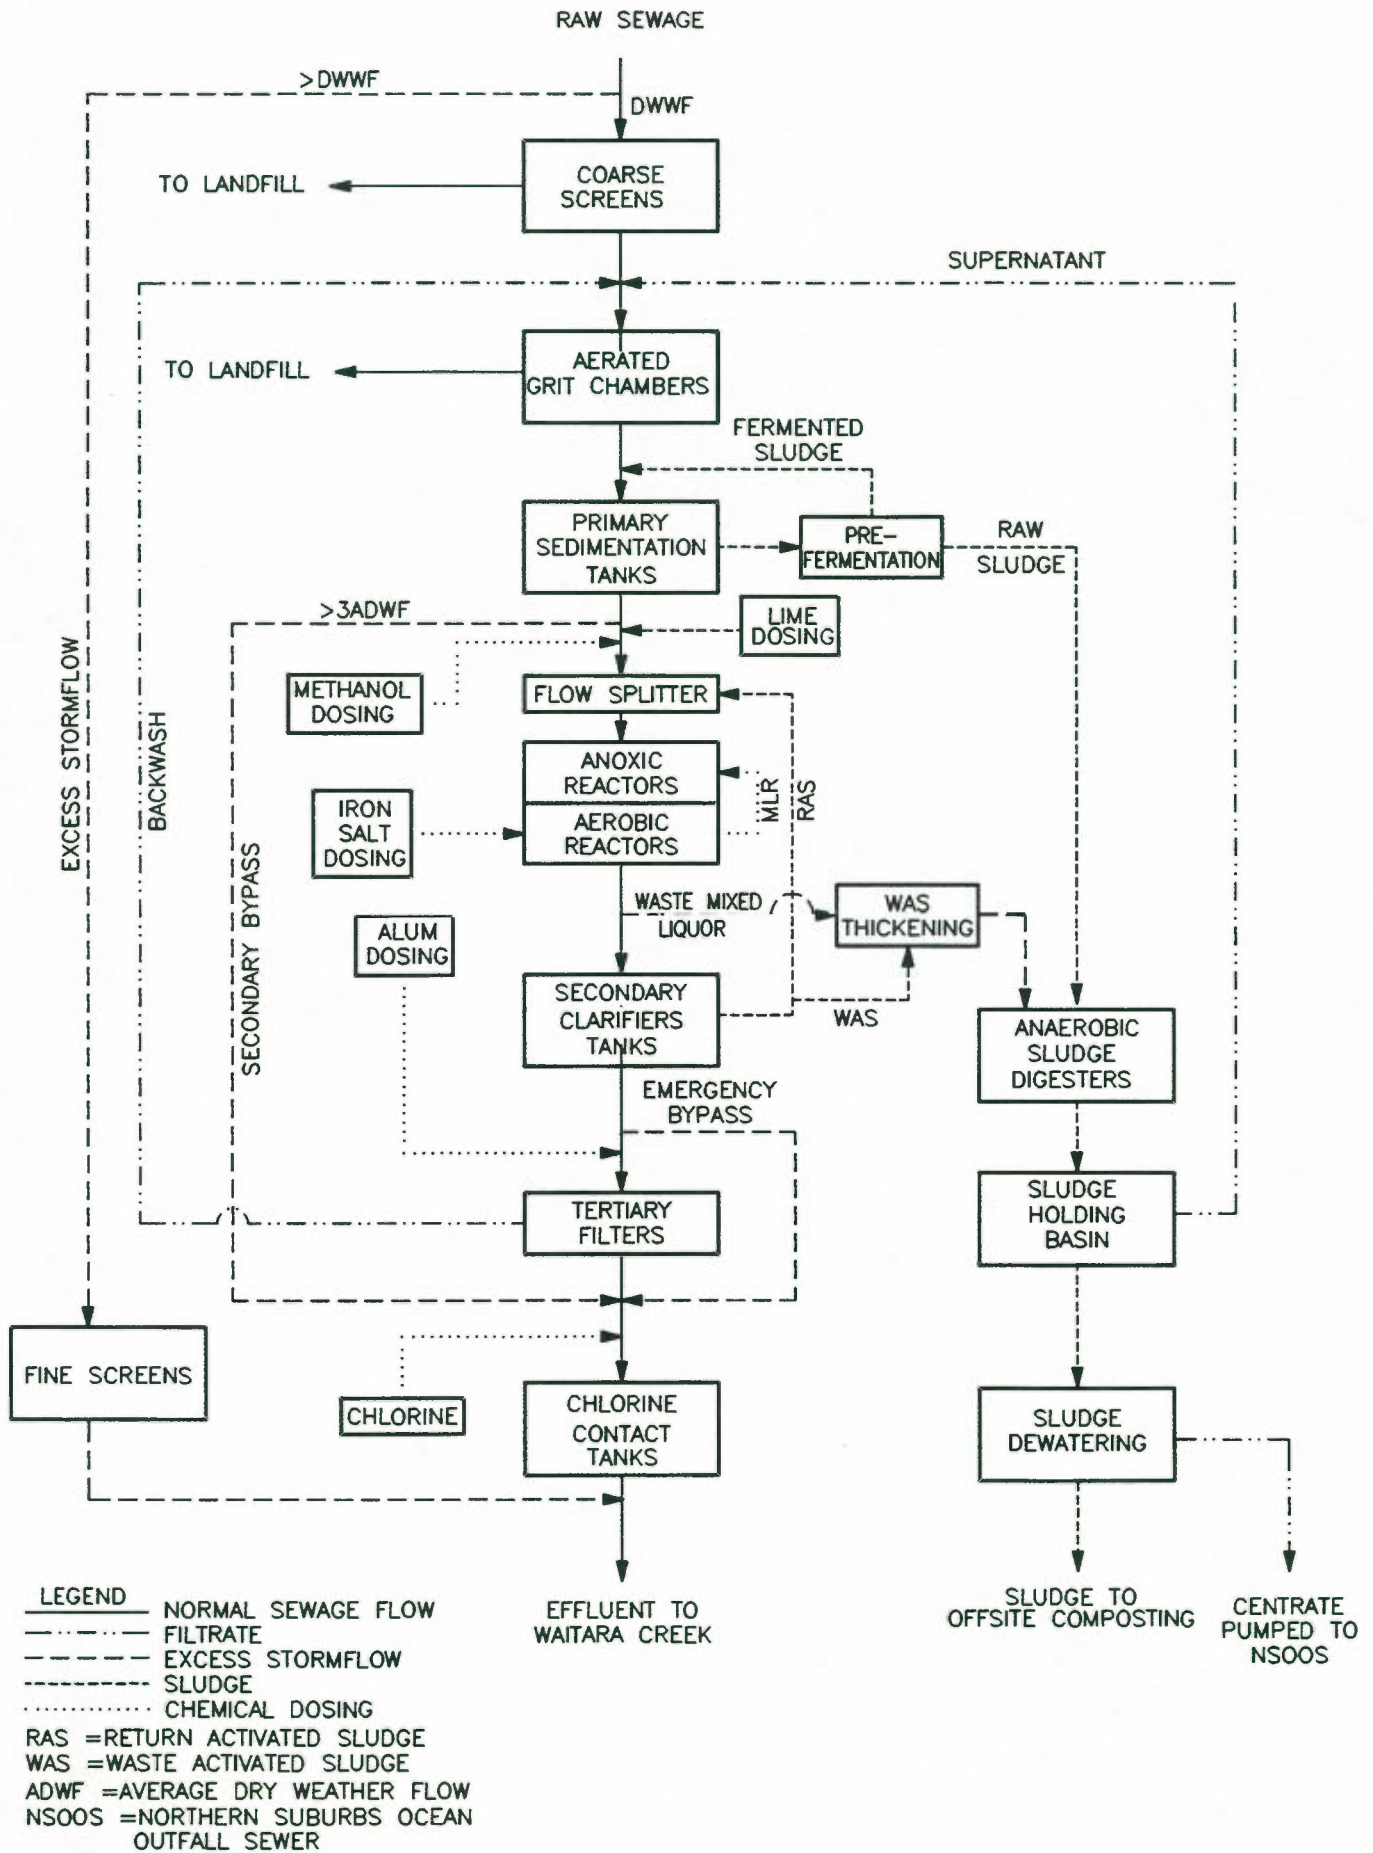 RAW SEWAGE
>DWWF
DWWF
COARSE
SCREENS
TO LANDFILL
SUPERNATANT
AERATED
GRIT CHAMBERS
TO LANDFILL
FERMENTED
SLUDGE
PRIMARY
SEDIMENTATION
TANKS
PRE-
FERMENTATION
RAW
SLUDGE
>3ADWF
LIME
DOSING
METHANOL
DOSING
FLOW SPLITTER
EXCESS STORMFLOW
BACKWASH
ANOXIC
REACTORS
MLR
RAS
IRON
SALT
DOSING
AEROBIC
REACTORS
SECONDARY BYPASS
WASTE MIXED
LIQUOR
WAS
THICKENING
ALUM
DOSING
SECONDARY
CLARIFIERS
TANKS
WAS
ANAEROBIC
SLUDGE
DIGESTERS
EMERGENCY
BYPASS
TERTIARY
FILTERS
SLUDGE
HOLDING
BASIN
FINE SCREENS
CHLORINE
CHLORINE
CONTACT
TANKS
SLUDGE
DEWATERING
EFFLUENT TO
WAITARA CREEK
SLUDGE TO
OFFSITE COMPOSTING
CENTRATE
PUMPED TO
NSOOS
LEGEND
NORMAL SEWAGE FLOW
FILTRATE
EXCESS STORMFLOW
SLUDGE
CHEMICAL DOSING
RAS =RETURN ACTIVATED SLUDGE
WAS =WASTE ACTIVATED SLUDGE
ADWF =AVERAGE DRY WEATHER FLOW
NSOOS =NORTHERN SUBURBS OCEAN
OUTFALL SEWER